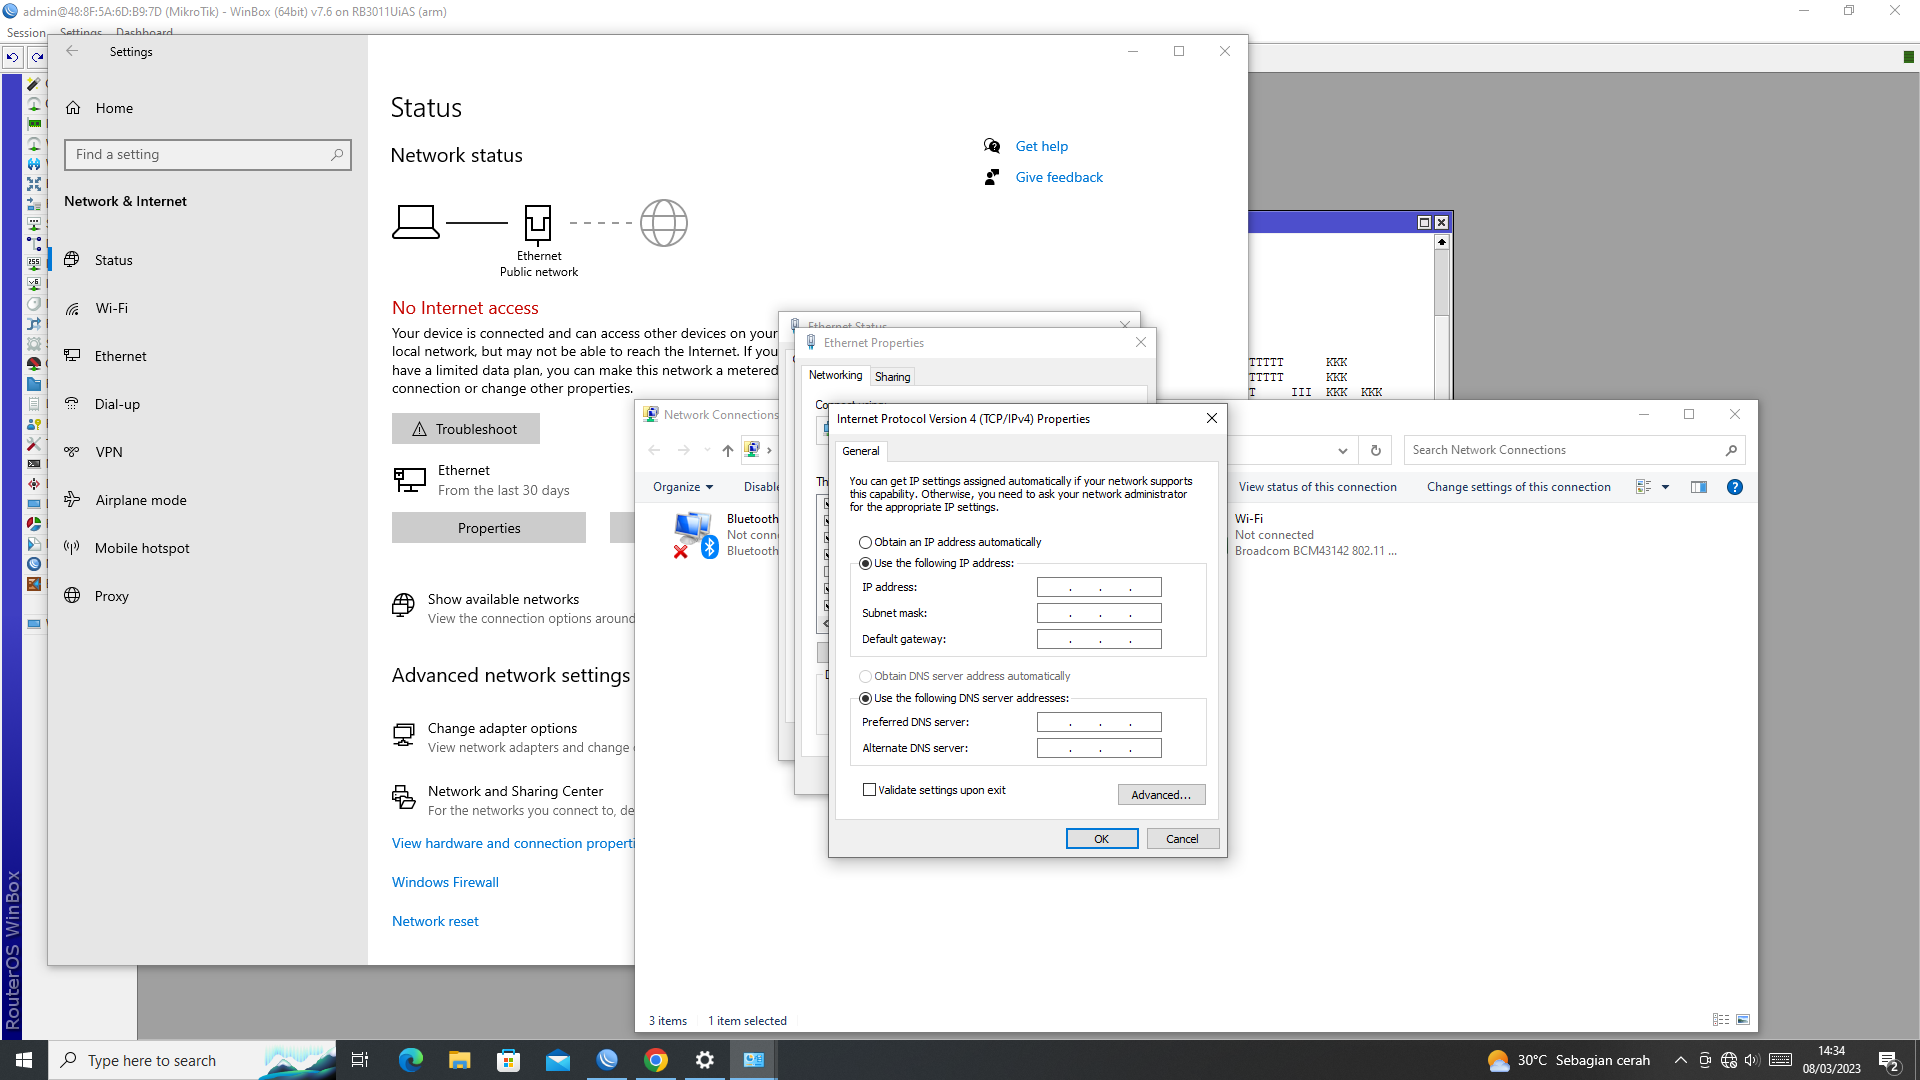 admin@48:8F:5A:6D:B9:7D (MikroTik) - WinBox (64bit) v7.6 on RB3011UiAS (arm)
Session Settings Dashboard
Settings
Home
Find a setting
Network & Internet
Status
Wi-Fi
Ethernet
Dial-up
VPN
Airplane mode
Mobile hotspot
Proxy
RouterOS WinBox
Status
Network status
Get help
Give feedback
Ethernet
Public network
No Internet access
Your device is connected and can access other devices on your
local network, but may not be able to reach the Internet. If you
have a limited data plan, you can make this network a metered
connection or change other properties.
Troubleshoot
Ethernet
From the last 30 days
Properties
Show available networks
View the connection options around
Advanced network settings
Change adapter options
View network adapters and change
Network and Sharing Center
For the networks you connect to, de
View hardware and connection properti
Windows Firewall
Network reset
TTTTT KKK
TTTTT KKK
T III KKK KKK
Ethernet Status
Ethernet Properties
Networking Sharing
Network Connections
Search Network Connections
Organize
View status of this connection
Change settings of this connection
Bluetooth
Not conn
Bluetooth
Wi-Fi
Not connected
Broadcom BCM43142 802.11 ...
3 items
1 item selected
Internet Protocol Version 4 (TCP/IPv4) Properties
General
You can get IP settings assigned automatically if your network supports
this capability. Otherwise, you need to ask your network administrator
for the appropriate IP settings.
Obtain an IP address automatically
Use the following IP address:
IP address: . . .
Subnet mask: . . .
Default gateway: . . .
Obtain DNS server address automatically
Use the following DNS server addresses:
Preferred DNS server: . . .
Alternate DNS server: . . .
Validate settings upon exit
Advanced...
OK
Cancel
Type here to search
30°C Sebagian cerah
14:34
08/03/2023
2